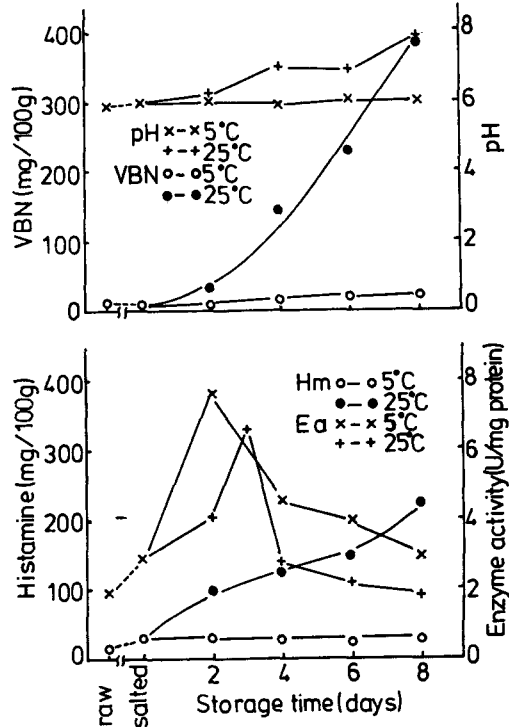 400
300
200
100
0
VBN(mg/100g)
8
6
4
2
0
pH
pH x-x 5°C
+-+ 25°C
VBN o-o 5°C
●-● 25°C
400
300
200
100
0
Histamine(mg/100g)
8
6
4
2
0
Enzyme activity(U/mg protein)
Hm o-o 5°C
●-● 25°C
Ea x-x 5°C
+-+ 25°C
raw
salted
2
4
6
8
Storage time(days)